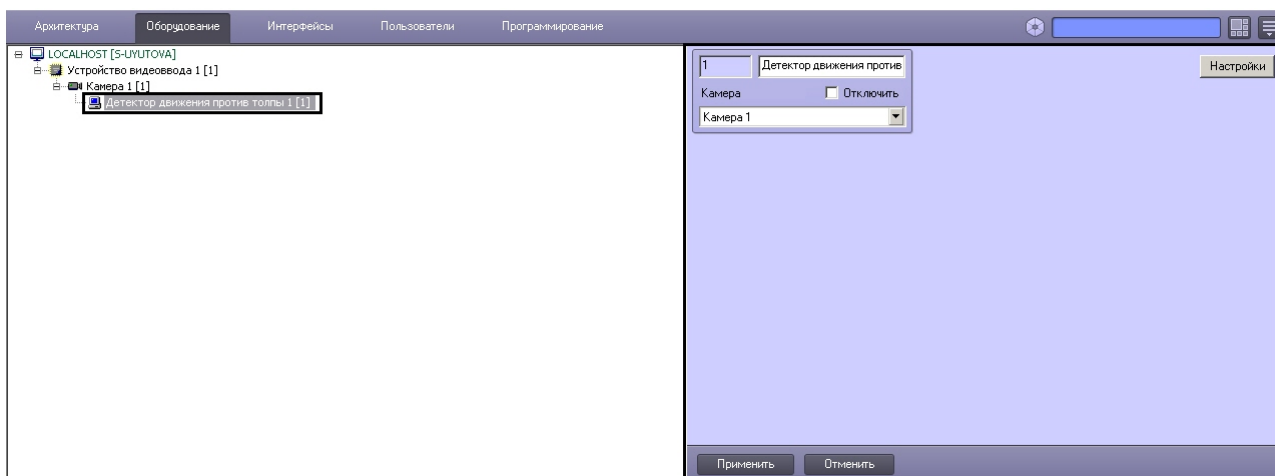 Архитектура Оборудование Интерфейсы Пользователи Программирование
LOCALHOST [S-UYUTOVA]
Устройство видеоввода 1 [1]
Камера 1 [1]
Детектор движения против толпы 1 [1]
1 Детектор движения против
Настройки
Камера Отключить
Камера 1
Применить Отменить